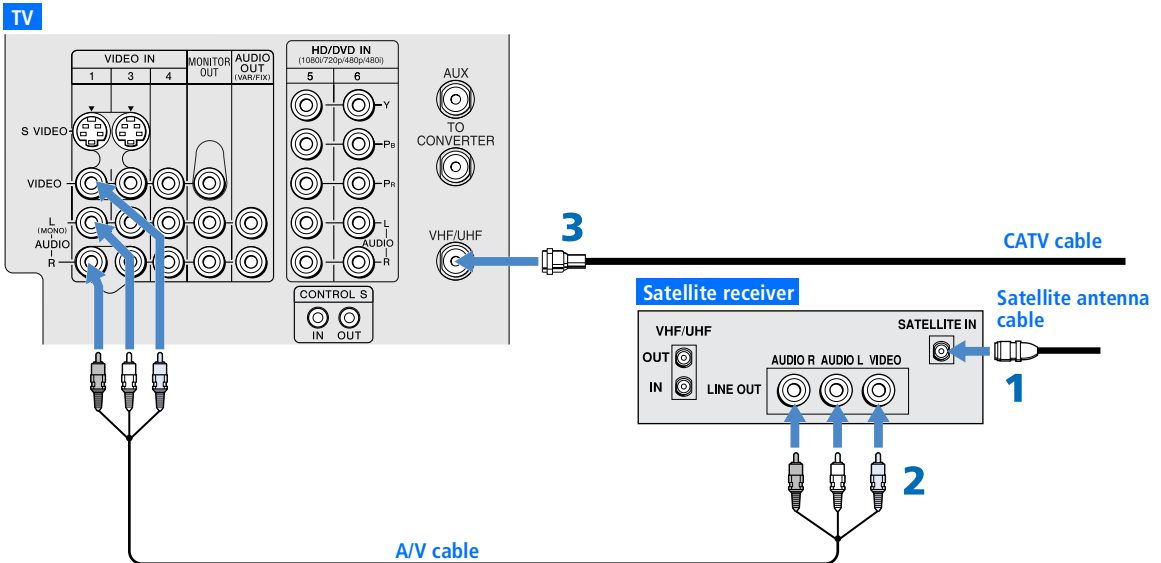 TV
VIDEO IN
1 3 4
MONITOR
OUT
AUDIO
OUT
(VAR/FIX)
HD/DVD IN
(1080i/720p/480p/480i)
5 6
S VIDEO
VIDEO
L
(MONO)
AUDIO
R
Y
PB
PR
L
AUDIO
R
AUX
TO
CONVERTER
VHF/UHF
CONTROL S
IN OUT
3
CATV cable
Satellite receiver
VHF/UHF
OUT
IN
LINE OUT
AUDIO R AUDIO L VIDEO
SATELLITE IN
Satellite antenna
cable
1
2
A/V cable